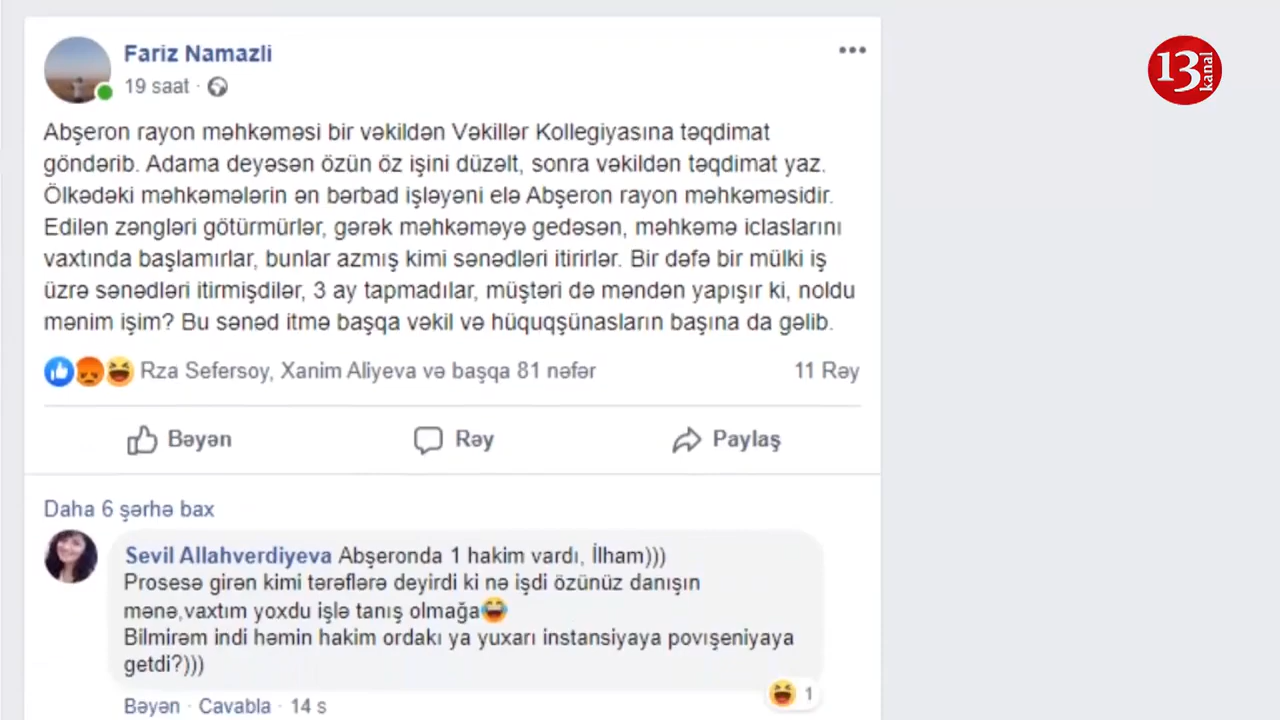 Fariz Namazli
19 saat ·
Abşeron rayon məhkəməsi bir vəkildən Vəkillər Kollegiyasına təqdimat
göndərib. Adama deyəsən özün öz işini düzəlt, sonra vəkildən təqdimat yaz.
Ölkədəki məhkəmələrin ən bərbad işləyəni elə Abşeron rayon məhkəməsidir.
Edilən zəngləri götürmürlər, gərək məhkəməyə gedəsən, məhkəmə iclaslarını
vaxtında başlamırlar, bunlar azmış kimi sənədləri itirirlər. Bir dəfə bir mülki iş
üzrə sənədləri itirmişdilər, 3 ay tapmadılar, müştəri də məndən yapışır ki, noldu
mənim işim? Bu sənəd itmə başqa vəkil və hüquqşünasların başına da gəlib.
Rza Sefersoy, Xanim Aliyeva və başqa 81 nəfər
11 Rəy
Bəyən
Rəy
Paylaş
Daha 6 şərhə bax
Sevil Allahverdiyeva Abşeronda 1 hakim vardı, İlham)))
Prosesə girən kimi tərəflərə deyirdi ki nə işdi özünüz danışın
mənə,vaxtım yoxdu işlə tanış olmağa😂
Bilmirəm indi həmin hakim ordakı ya yuxarı instansiyaya povışeniyaya
getdi?)))
1
Bəyən · Cavabla · 14 s
13 kanal